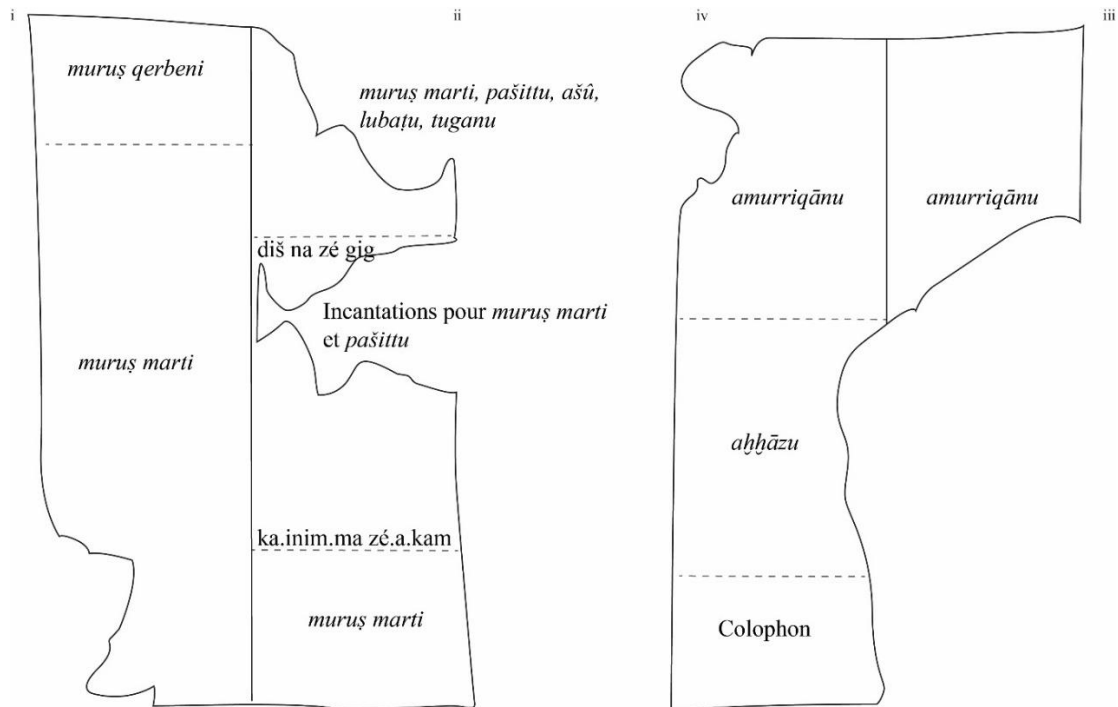 i
ii
iv
iii
muruṣ qerbeni
muruṣ marti, pašittu, ašû,
lubaṭu, tuganu
amurriqānu
amurriqānu
diš na zé gig
Incantations pour muruṣ marti
et pašittu
muruṣ marti
aḫḫāzu
ka.inim.ma zé.a.kam
muruṣ marti
Colophon